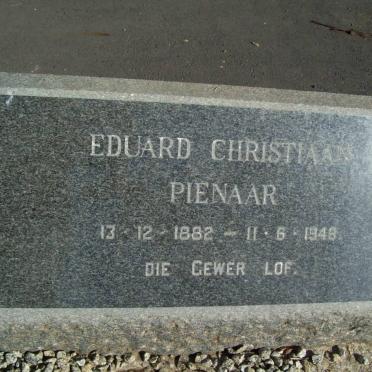 EDUARD CHRISTIAAN
PIENAAR
13 · 12 · 1882 – 11 · 6 · 1948
DIE GEWER LOF.